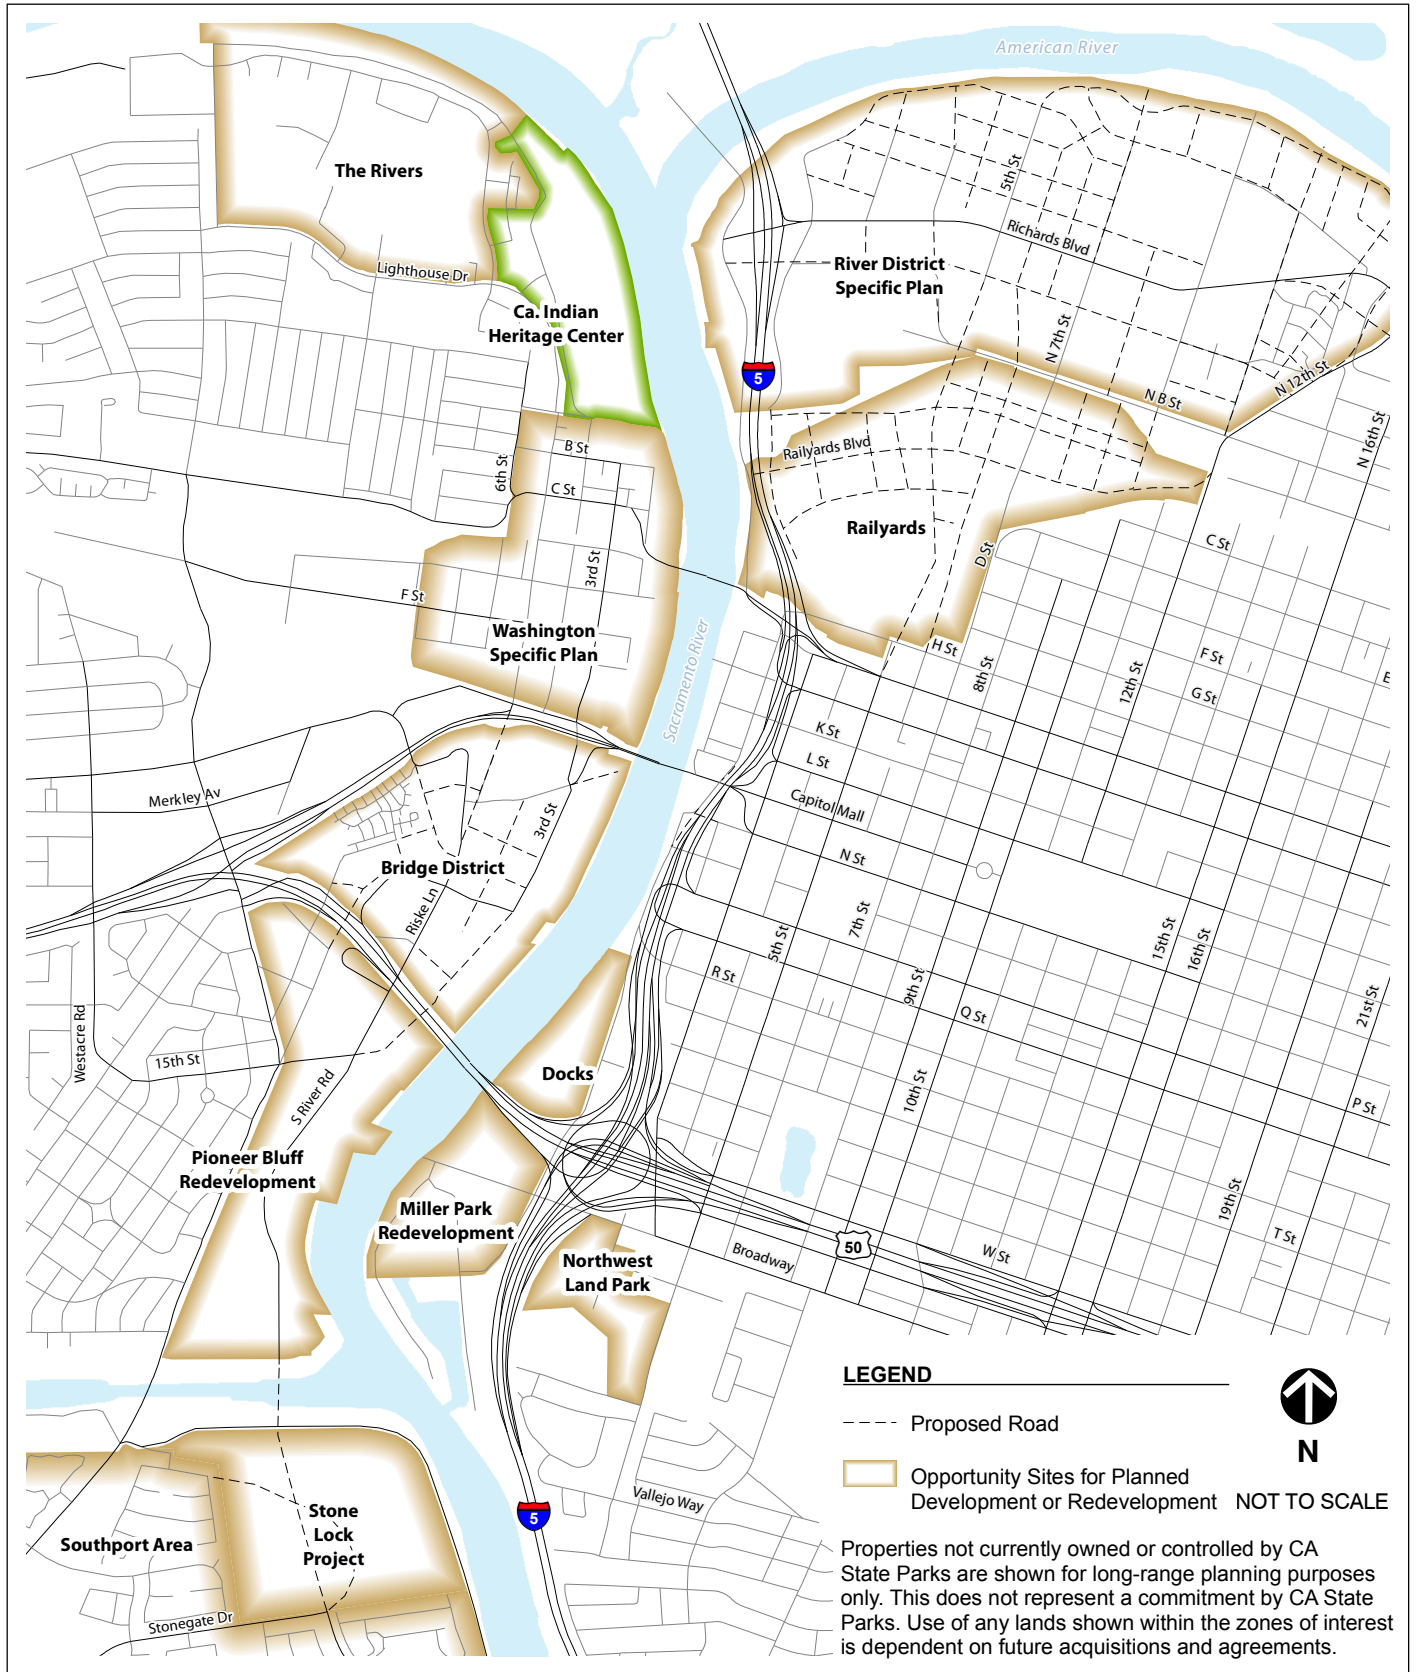 American River
The Rivers
5th St
Richards Blvd
River District
Specific Plan
Lighthouse Dr
Ca. Indian
Heritage Center
N 7th St
5
N 12th St
N B St
N 16th St
B St
Railyards Blvd
6th St
C St
Railyards
C St
D St
3rd St
F St
Washington
Specific Plan
Sacramento River
H St
F St
8th St
12th St
G St
E
K St
L St
Merkley Av
Capitol Mall
3rd St
N St
Bridge District
Riske Ln
7th St
5th St
15th St
16th St
R St
9th St
21st St
Q St
Westacre Rd
15th St
Docks
S River Rd
10th St
P St
Pioneer Bluff
Redevelopment
Miller Park
Redevelopment
19th St
T St
50
W St
Broadway
Northwest
Land Park
LEGEND
Proposed Road
N
Opportunity Sites for Planned
Development or Redevelopment
NOT TO SCALE
Vallejo Way
5
Stone
Lock
Project
Southport Area
Stonegate Dr
Properties not currently owned or controlled by CA
State Parks are shown for long-range planning purposes
only. This does not represent a commitment by CA State
Parks. Use of any lands shown within the zones of interest
is dependent on future acquisitions and agreements.